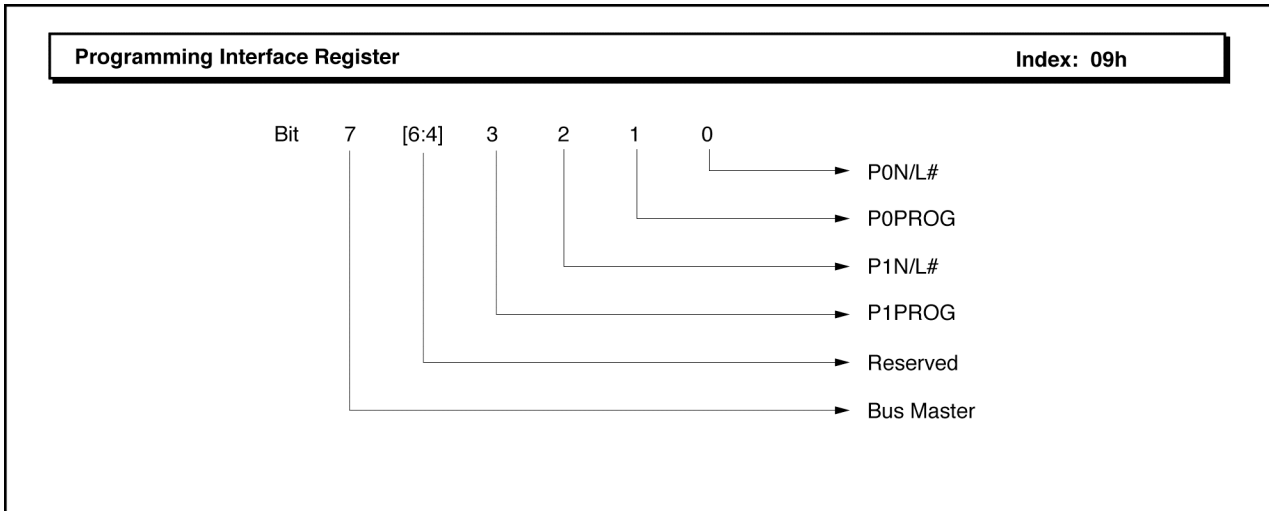 Programming Interface Register Index: 09h
Bit 7 [6:4] 3 2 1 0
P0N/L#
P0PROG
P1N/L#
P1PROG
Reserved
Bus Master